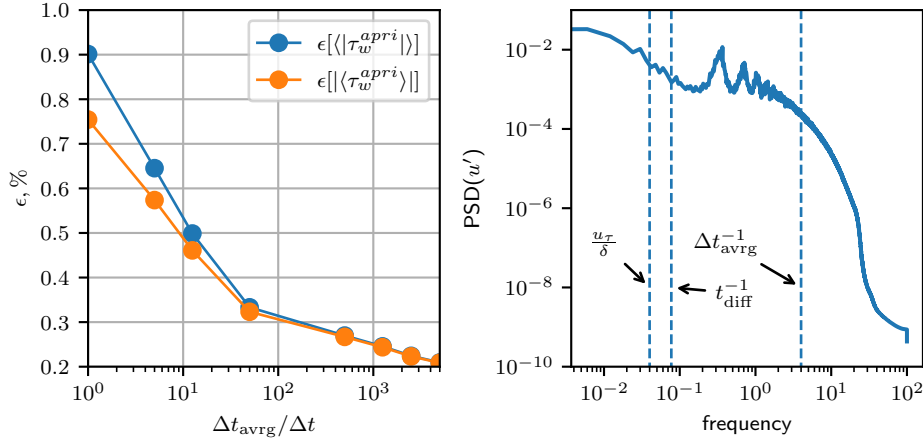 ϵ[⟨|τ_w^{apri}|⟩]
ϵ[|⟨τ_w^{apri}⟩|]
0.9
0.8
0.7
0.6
0.5
0.4
0.3
0.2
1.0
ϵ, %
10^0 10^1 10^2 10^3
Δt_avrg/Δt
10^{−2}
10^{−4}
10^{−6}
10^{−8}
10^{−10}
PSD(u′)
u_τ/δ
Δt_avrg^{−1}
t_diff^{−1}
10^{−2} 10^{−1} 10^0 10^1 10^2
frequency